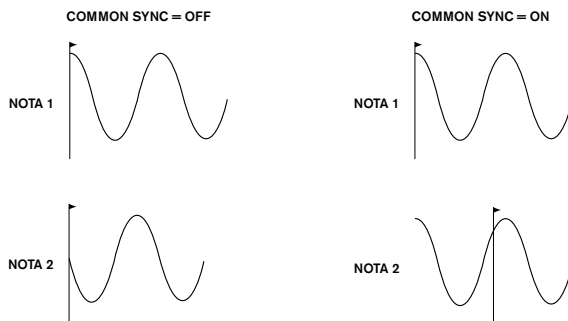 COMMON SYNC = OFF
COMMON SYNC = ON
NOTA 1
NOTA 1
NOTA 2
NOTA 2